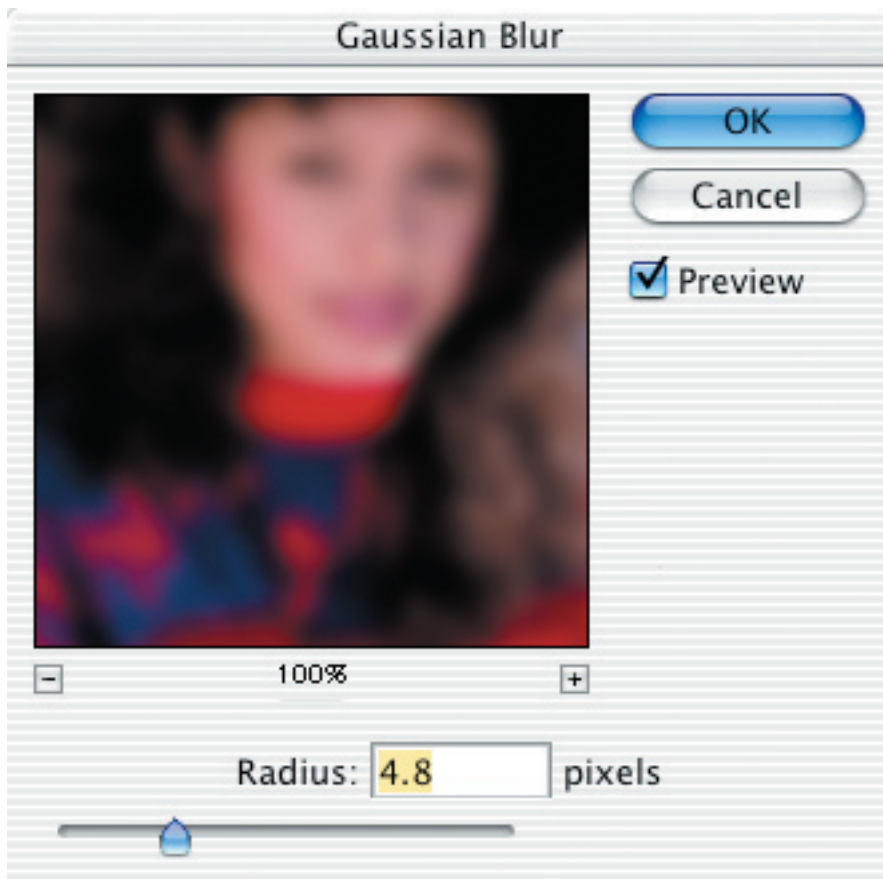 Gaussian Blur
OK
Cancel
Preview
-
100%
+
Radius: 4.8 pixels